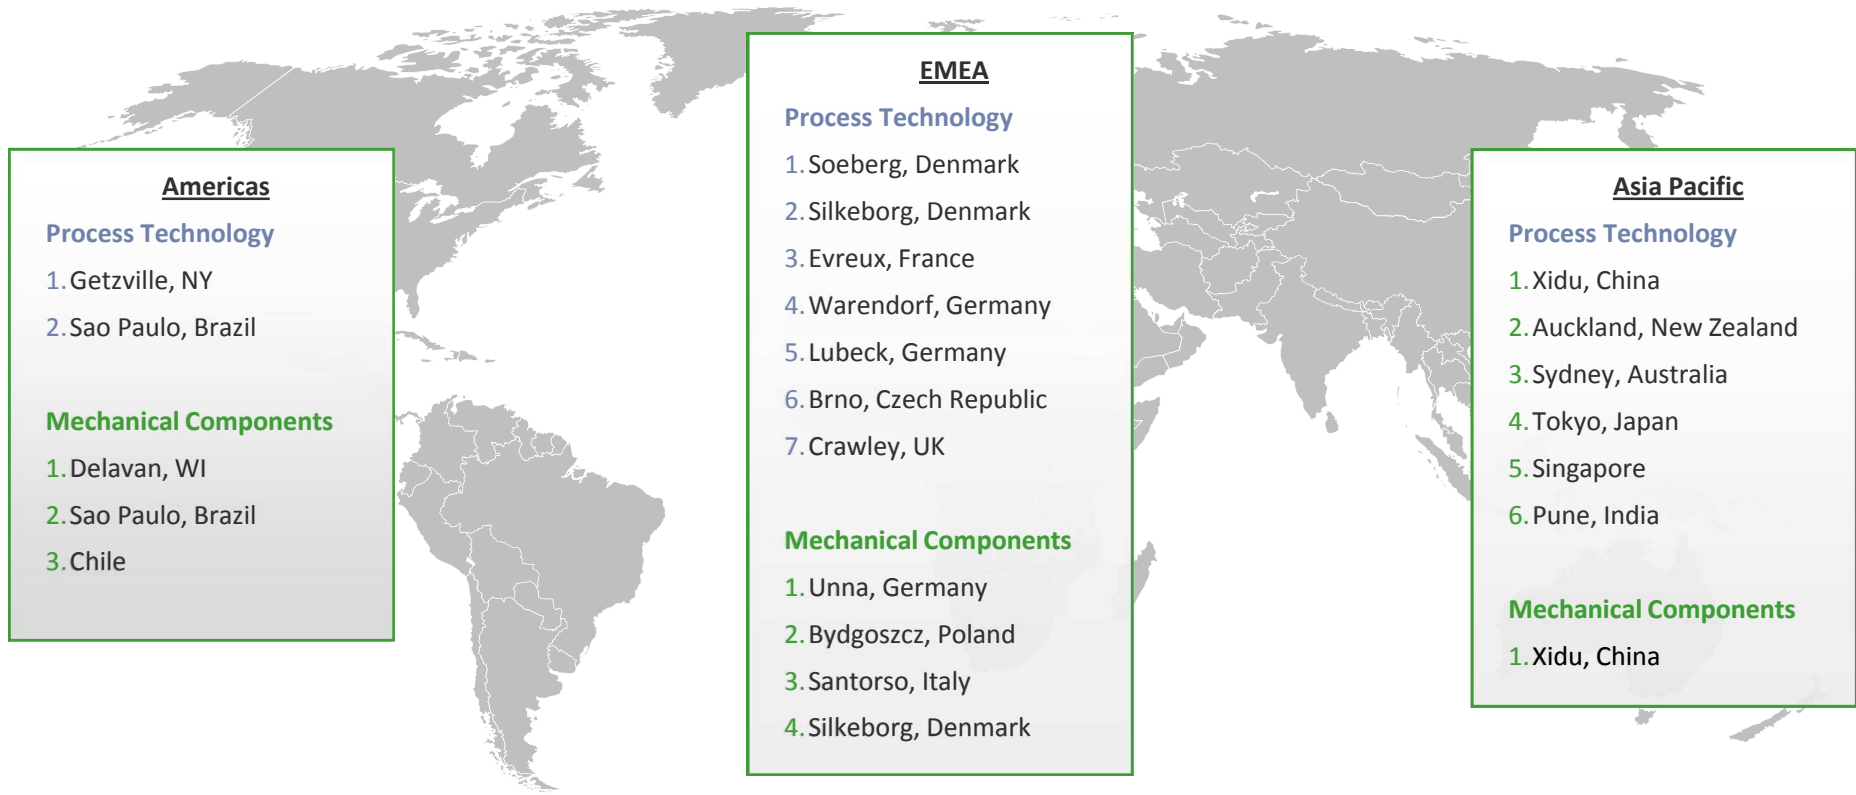 Americas
Process Technology
1. Getzville, NY
2. Sao Paulo, Brazil
Mechanical Components
1. Delavan, WI
2. Sao Paulo, Brazil
3. Chile
EMEA
Process Technology
1. Soeberg, Denmark
2. Silkeborg, Denmark
3. Evreux, France
4. Warendorf, Germany
5. Lubeck, Germany
6. Brno, Czech Republic
7. Crawley, UK
Mechanical Components
1. Unna, Germany
2. Bydgoszcz, Poland
3. Santorso, Italy
4. Silkeborg, Denmark
Asia Pacific
Process Technology
1. Xidu, China
2. Auckland, New Zealand
3. Sydney, Australia
4. Tokyo, Japan
5. Singapore
6. Pune, India
Mechanical Components
1. Xidu, China